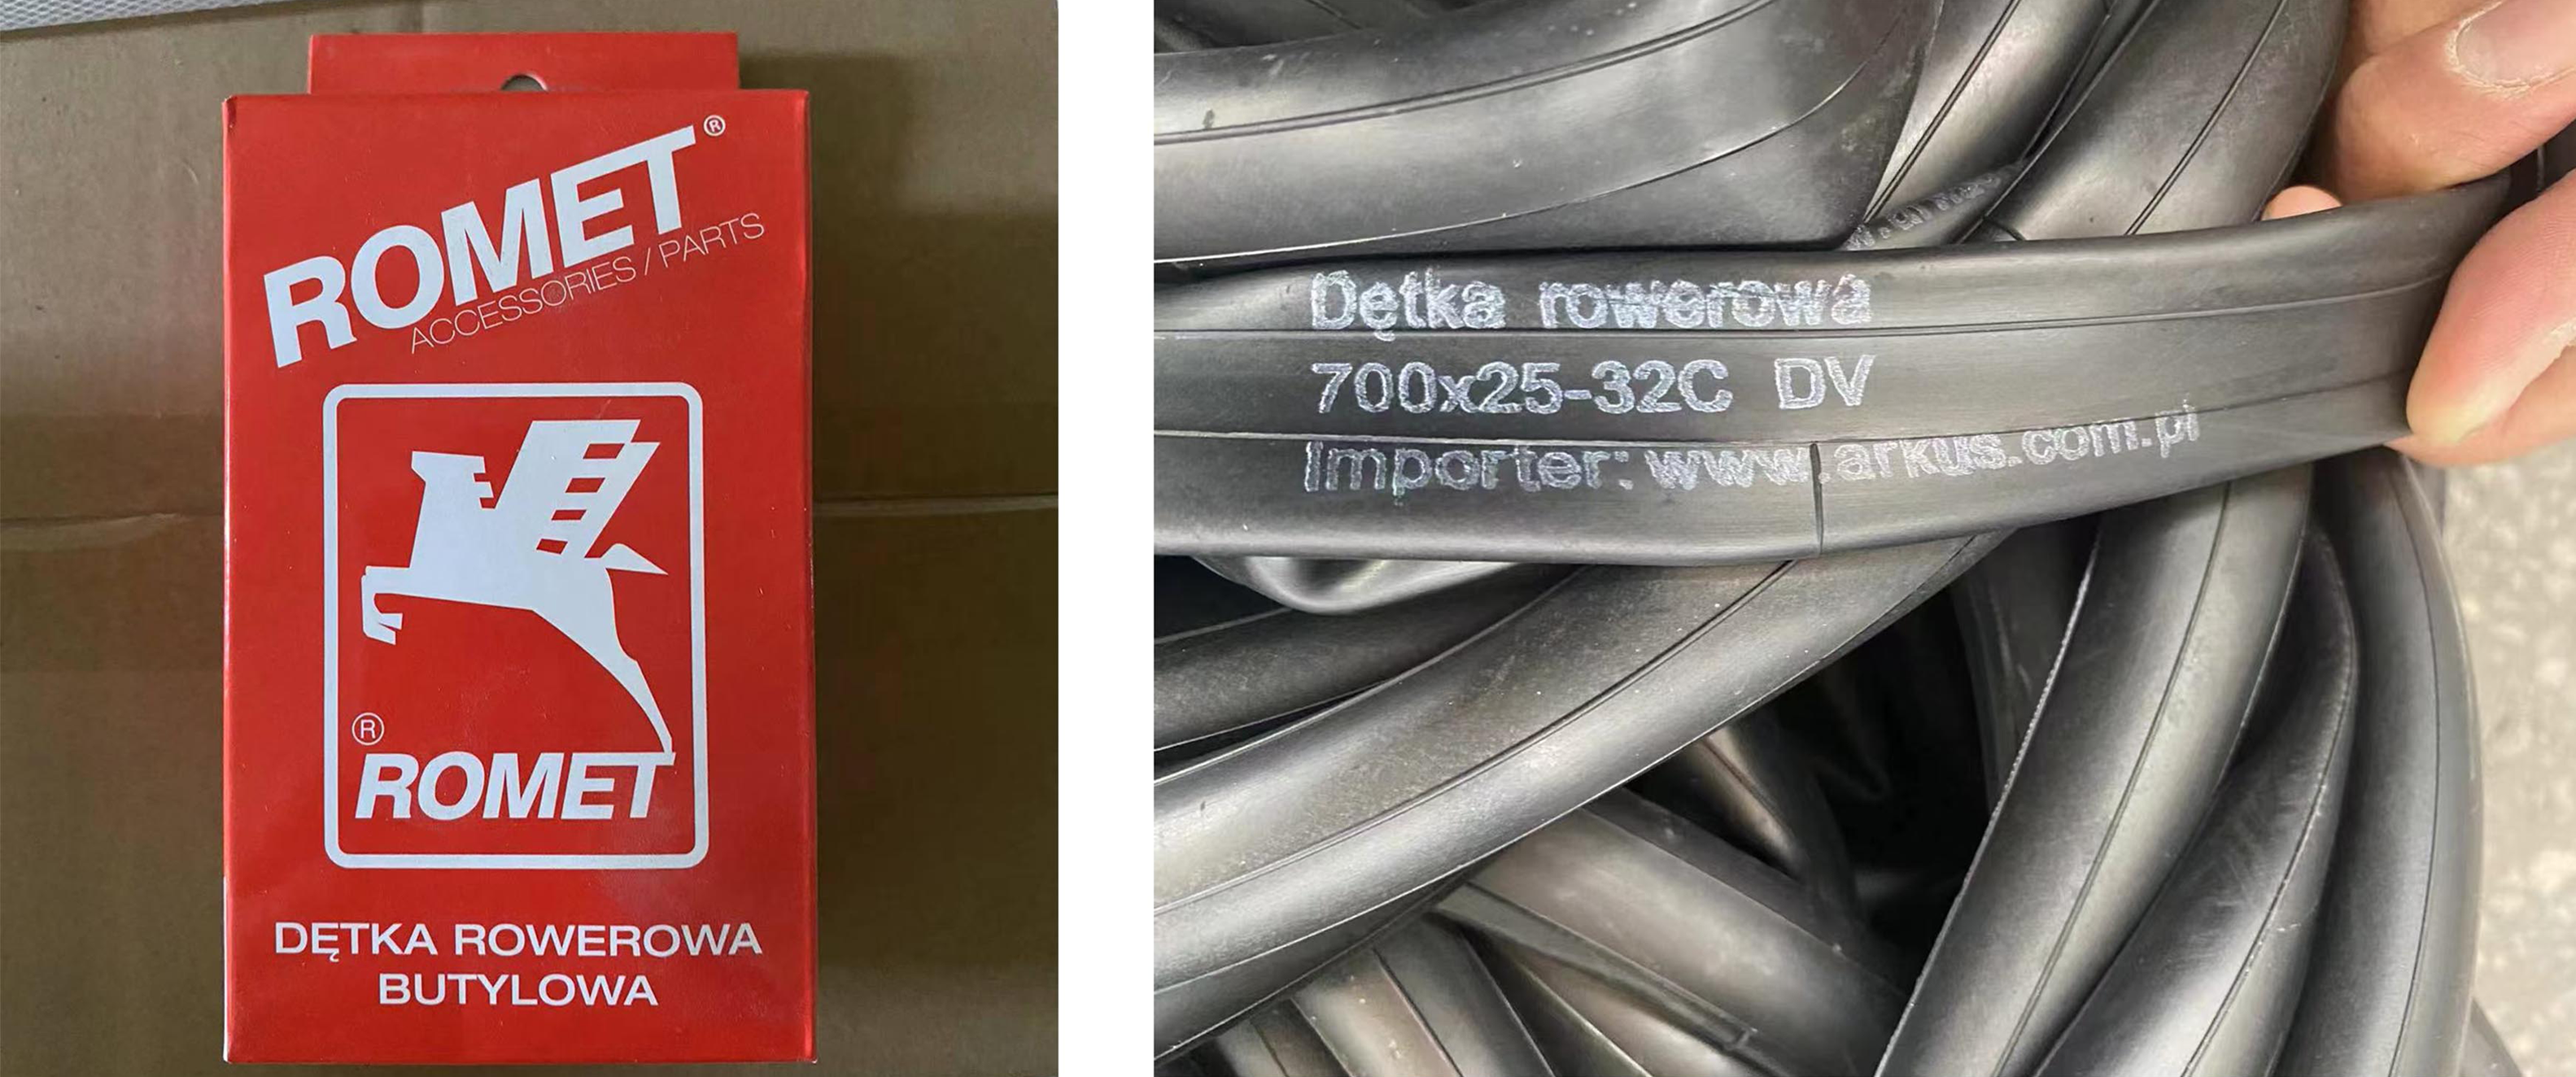 ROMET®
ACCESSORIES / PARTS
®
ROMET
DĘTKA ROWEROWA
BUTYLOWA
Dętka rowerowa
700x25-32C DV
Importer: www.arkus.com.pl